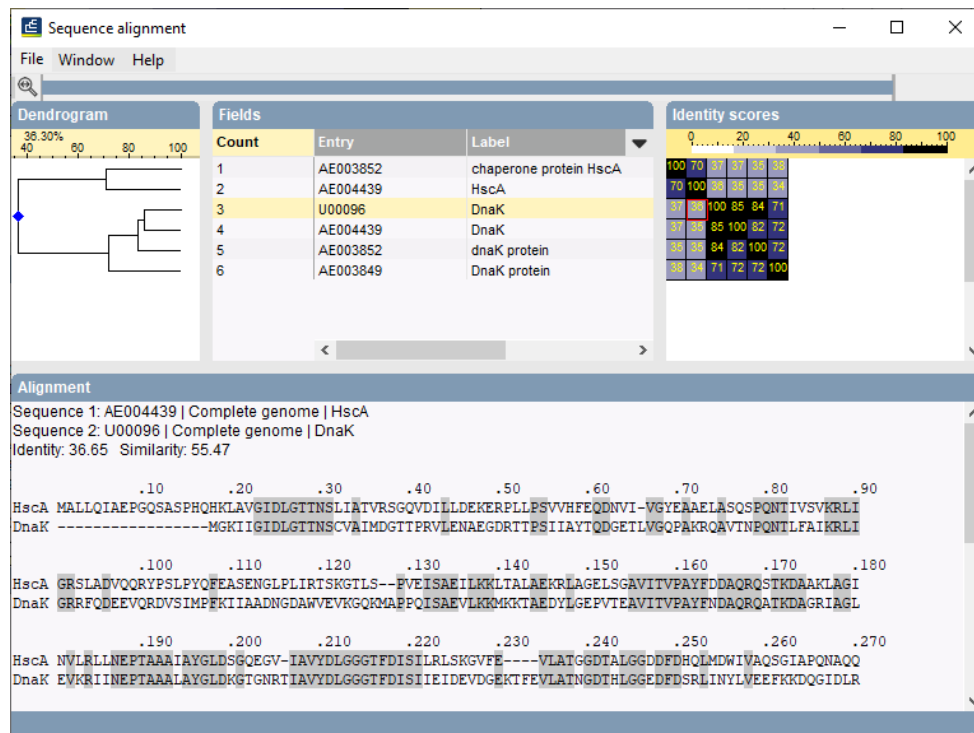 Sequence alignment
File Window Help
Dendrogram
36.30%
40 60 80 100
Fields
Count Entry Label
1 AE003852 chaperone protein HscA
2 AE004439 HscA
3 U00096 DnaK
4 AE004439 DnaK
5 AE003852 dnaK protein
6 AE003849 DnaK protein
Identity scores
0 20 40 60 80 100
100 70 37 37 35 38
70 100 36 35 35 34
37 36 100 85 84 71
37 35 85 100 82 72
35 35 84 82 100 72
38 34 71 72 72 100
Alignment
Sequence 1: AE004439 | Complete genome | HscA
Sequence 2: U00096 | Complete genome | DnaK
Identity: 36.65 Similarity: 55.47
.10 .20 .30 .40 .50 .60 .70 .80 .90
HscA MALLQIAEPGQSASPHQHKLAVGIDLGTTNSLIATVRSGQVDILLDEKERPLLPSVVHFEQDNVI-VGYEAAELASQSPQNTIVSVKRLI
DnaK -----------------MGKIIGIDLGTTNSCVAIMDGTTPRVLENAEGDRTTPSIIAYTQDGETLVGQPAKRQAVTNPQNTLFAIKRLI
.100 .110 .120 .130 .140 .150 .160 .170 .180
HscA GRSLADVQQRYPSLPYQFEASENGLPLIRTSKGTLS--PVEISAEILKKLTALAEKRLAGELSGAVITVPAYFDDAQRQSTKDAAKLAGI
DnaK GRRFQDEEVQRDVSIMPFKIIAADNGDAWVEVKGQKMAPPQISAEVLKKMKKTAEDYLGEPVTEAVITVPAYFNDAQRQATKDAGRIAGL
.190 .200 .210 .220 .230 .240 .250 .260 .270
HscA NVLRLLNEPTAAAIAYGLDSGQEGV-IAVYDLGGGTFDISILRLSKGVFE----VLATGGDTALGGDDFDHQLMDWIVAQSGIAPQNAQQ
DnaK EVKRIINEPTAAALAYGLDKGTGNRTIAVYDLGGGTFDISIIEIDEVDGEKTFEVLATNGDTHLGGEDFDSRLINYLVEEFKKDQGIDLR